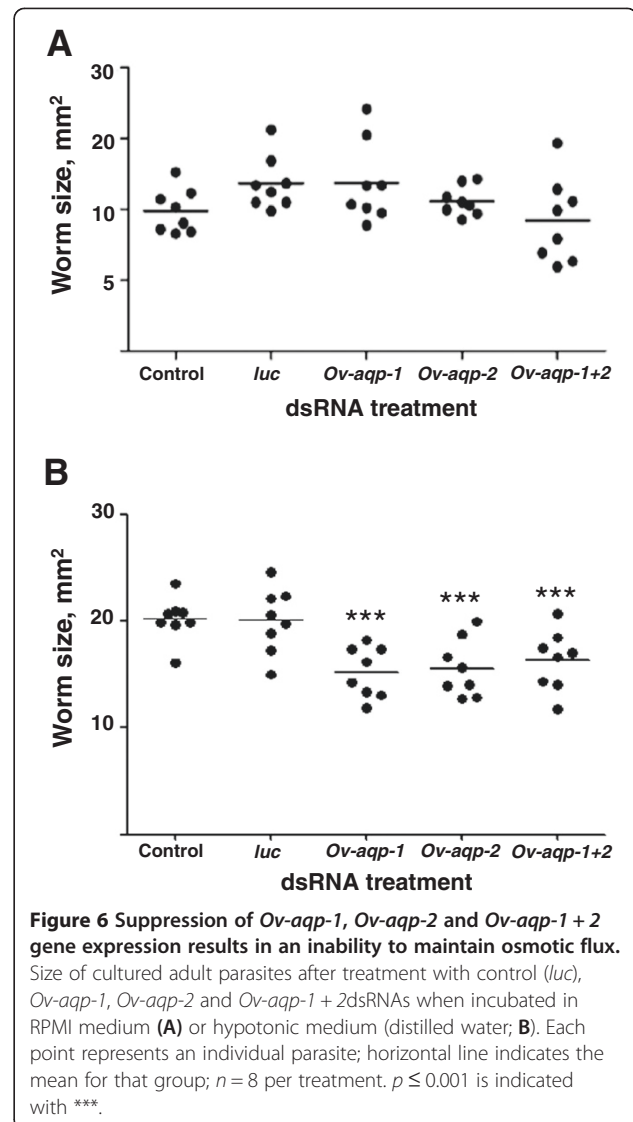 A
30
20
10
5
Worm size, mm²
Control luc Ov-aqp-1 Ov-aqp-2 Ov-aqp-1+2
dsRNA treatment
B
30
20
10
Worm size, mm²
*** *** ***
Control luc Ov-aqp-1 Ov-aqp-2 Ov-aqp-1+2
dsRNA treatment
Figure 6 Suppression of Ov-aqp-1, Ov-aqp-2 and Ov-aqp-1 + 2
gene expression results in an inability to maintain osmotic flux.
Size of cultured adult parasites after treatment with control (luc),
Ov-aqp-1, Ov-aqp-2 and Ov-aqp-1 + 2dsRNAs when incubated in
RPMI medium (A) or hypotonic medium (distilled water; B). Each
point represents an individual parasite; horizontal line indicates the
mean for that group; n = 8 per treatment. p ≤ 0.001 is indicated
with ***.